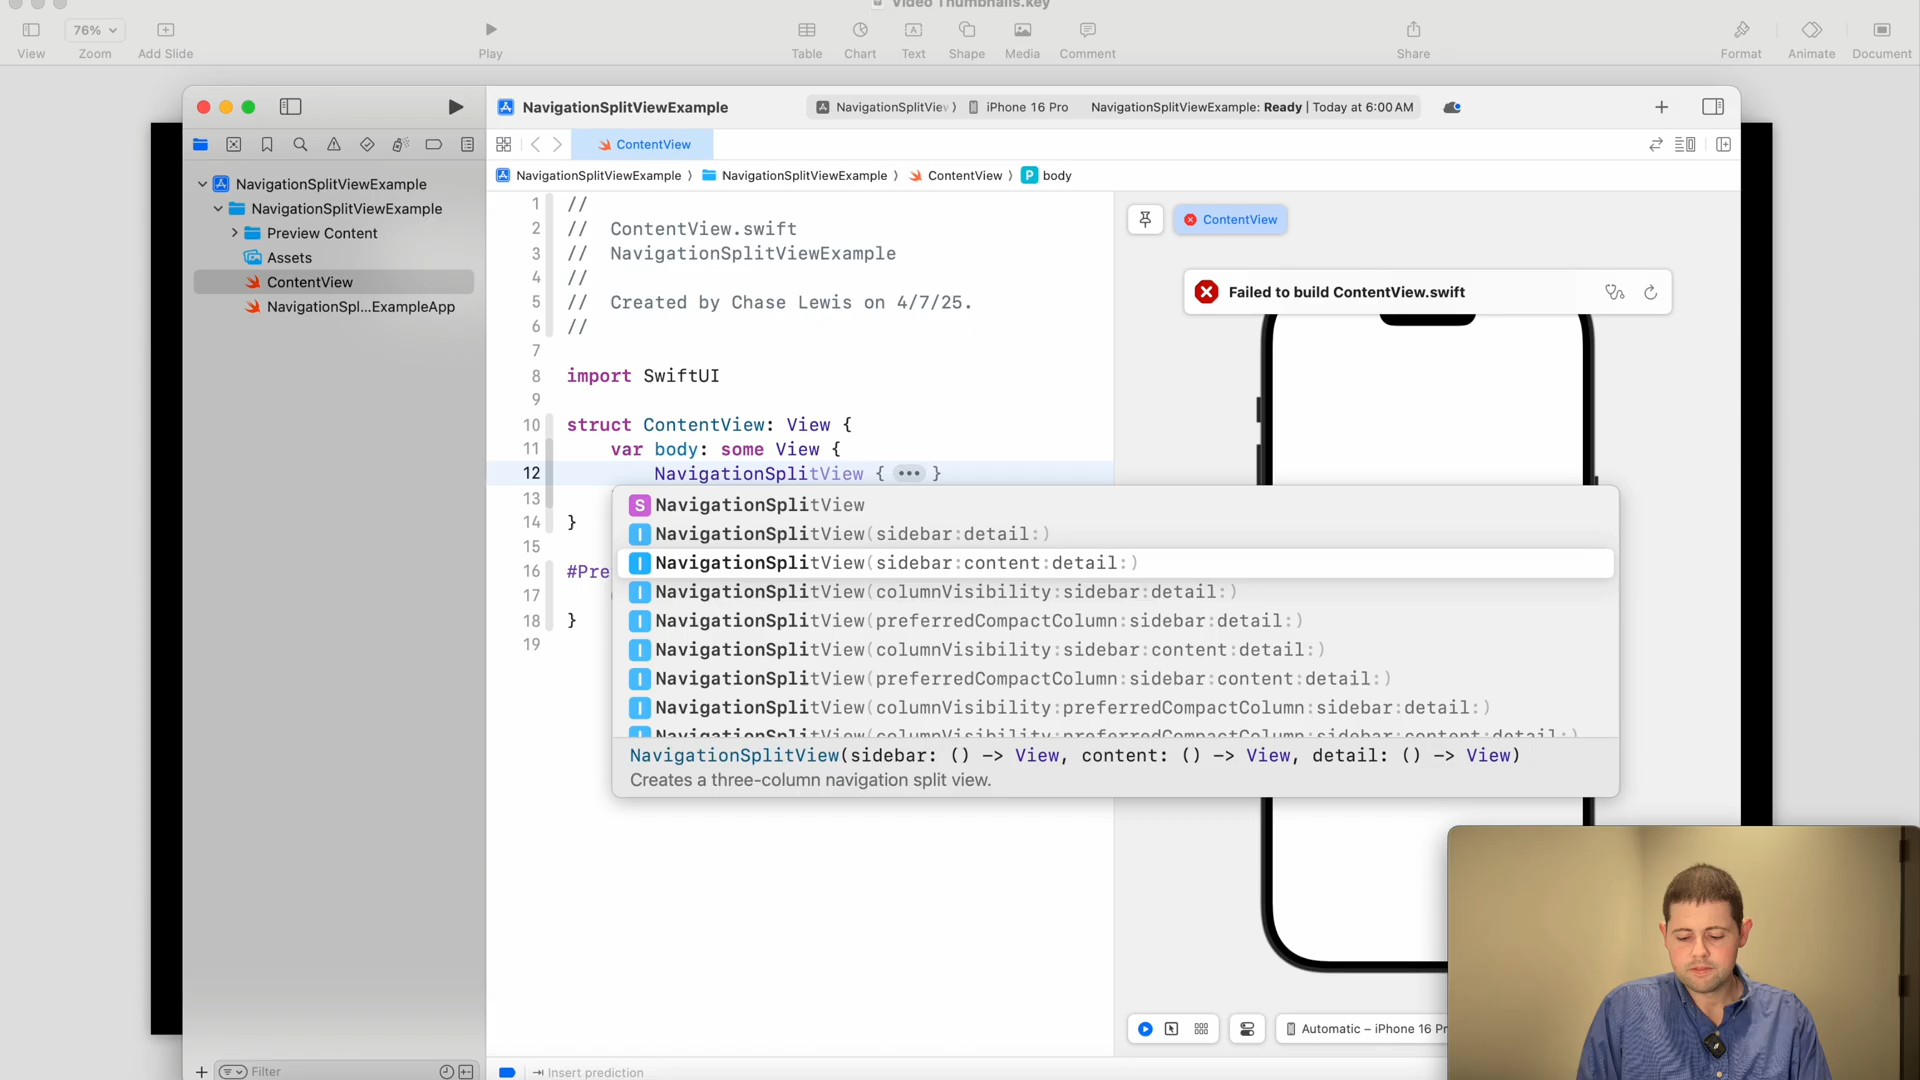 Video Thumbnails.key
76%
View
Zoom
Add Slide
Play
Table
Chart
Text
Shape
Media
Comment
Share
Format
Animate
Document
NavigationSplitViewExample
NavigationSplitView
iPhone 16 Pro
NavigationSplitViewExample: Ready | Today at 6:00 AM
ContentView
NavigationSplitViewExample
NavigationSplitViewExample
ContentView
body
NavigationSplitViewExample
NavigationSplitViewExample
Preview Content
Assets
ContentView
NavigationSpl...ExampleApp
1 //
2 // ContentView.swift
3 // NavigationSplitViewExample
4 //
5 // Created by Chase Lewis on 4/7/25.
6 //
7
8 import SwiftUI
9
10 struct ContentView: View {
11 var body: some View {
12 NavigationSplitView { ••• }
13
14 }
15
16 #Pre
17
18 }
19
S NavigationSplitView
I NavigationSplitView(sidebar:detail:)
I NavigationSplitView(sidebar:content:detail:)
I NavigationSplitView(columnVisibility:sidebar:detail:)
I NavigationSplitView(preferredCompactColumn:sidebar:detail:)
I NavigationSplitView(columnVisibility:sidebar:content:detail:)
I NavigationSplitView(preferredCompactColumn:sidebar:content:detail:)
I NavigationSplitView(columnVisibility:preferredCompactColumn:sidebar:detail:)
I NavigationSplitView(columnVisibility:preferredCompactColumn:sidebar:content:detail:)
NavigationSplitView(sidebar: () -> View, content: () -> View, detail: () -> View)
Creates a three-column navigation split view.
ContentView
Failed to build ContentView.swift
Automatic – iPhone 16 Pr
Filter
Insert prediction